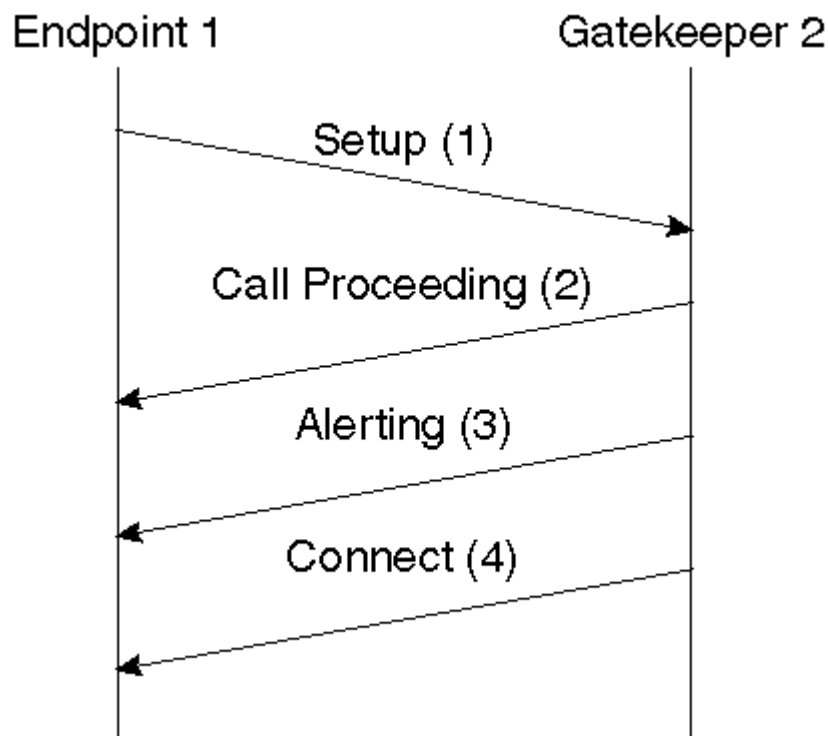 Endpoint 1
Gatekeeper 2
Setup (1)
Call Proceeding (2)
Alerting (3)
Connect (4)